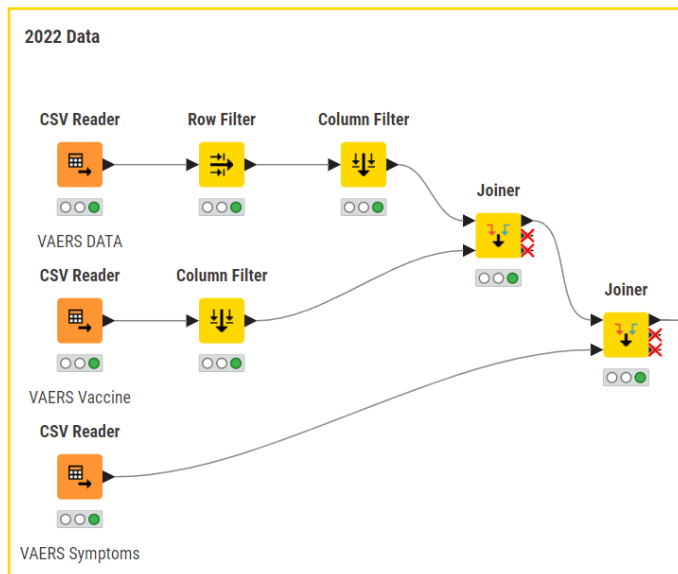 2022 Data
CSV Reader
Row Filter
Column Filter
Joiner
VAERS DATA
CSV Reader
Column Filter
Joiner
VAERS Vaccine
CSV Reader
VAERS Symptoms